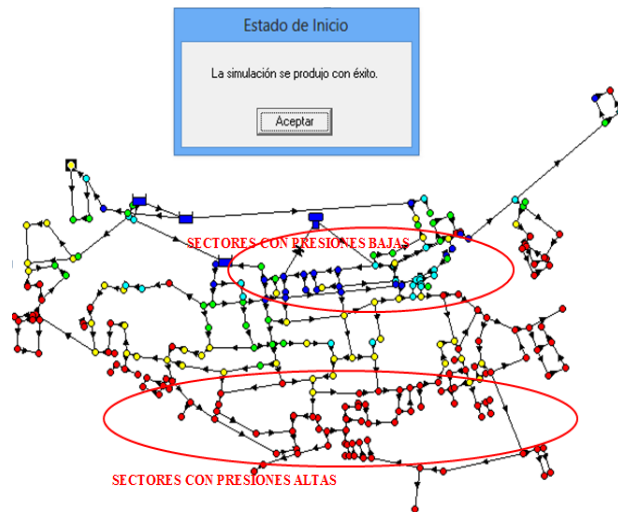 Estado de Inicio
La simulación se produjo con éxito.
Aceptar
SECTORES CON PRESIONES BAJAS
SECTORES CON PRESIONES ALTAS